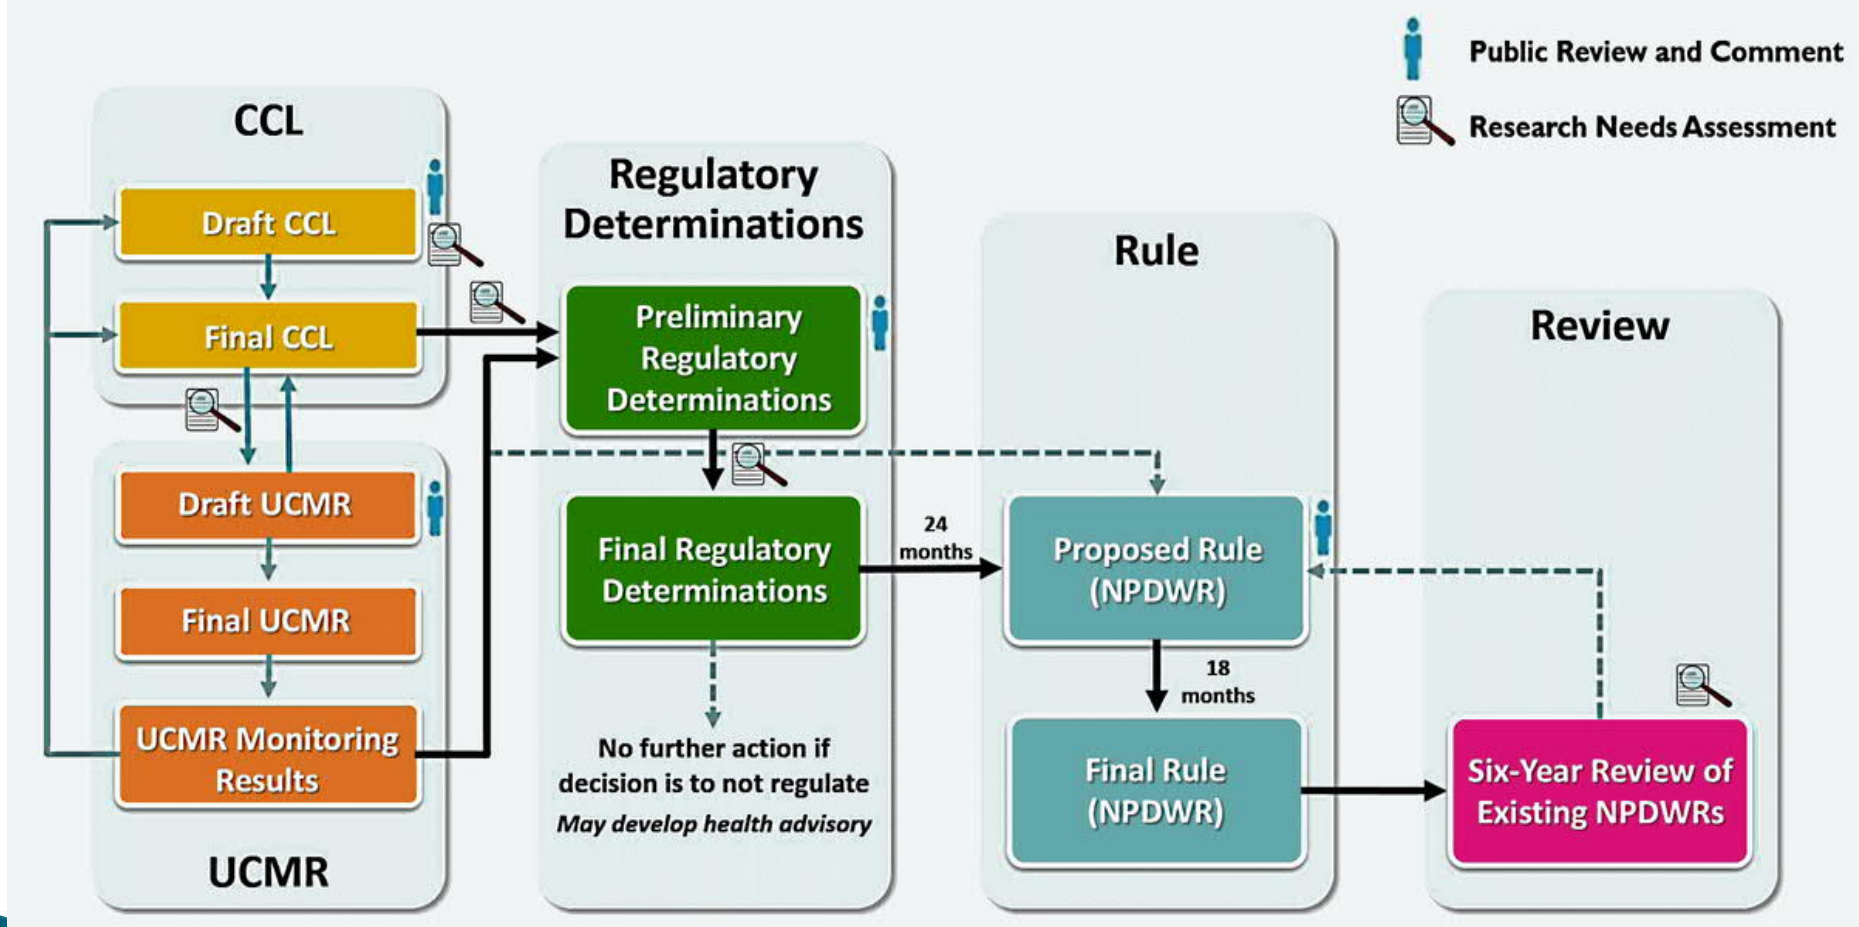 Public Review and Comment
Research Needs Assessment
CCL
Draft CCL
Final CCL
Draft UCMR
Final UCMR
UCMR Monitoring
Results
UCMR
Regulatory
Determinations
Preliminary
Regulatory
Determinations
Final Regulatory
Determinations
No further action if
decision is to not regulate
May develop health advisory
24
months
Rule
Proposed Rule
(NPDWR)
18
months
Final Rule
(NPDWR)
Review
Six-Year Review of
Existing NPDWRs